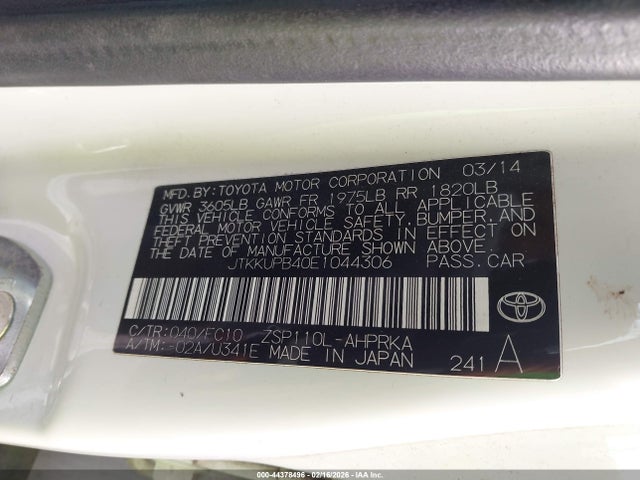 MFD.BY:TOYOTA MOTOR CORPORATION 03/14
GVWR 3605LB GAWR FR 1975LB RR 1820LB
THIS VEHICLE CONFORMS TO ALL APPLICABLE
FEDERAL MOTOR VEHICLE SAFETY, BUMPER, AND
THEFT PREVENTION STANDARDS IN EFFECT ON
THE DATE OF MANUFACTURE SHOWN ABOVE.
JTKKUPB40E1044306 PASS.CAR
C/TR:040/FC10 ZSP110L-AHPRKA
A/TM:-02A/U341E MADE IN JAPAN 241 A
000-44378496 - 02/16/2026 - IAA Inc.